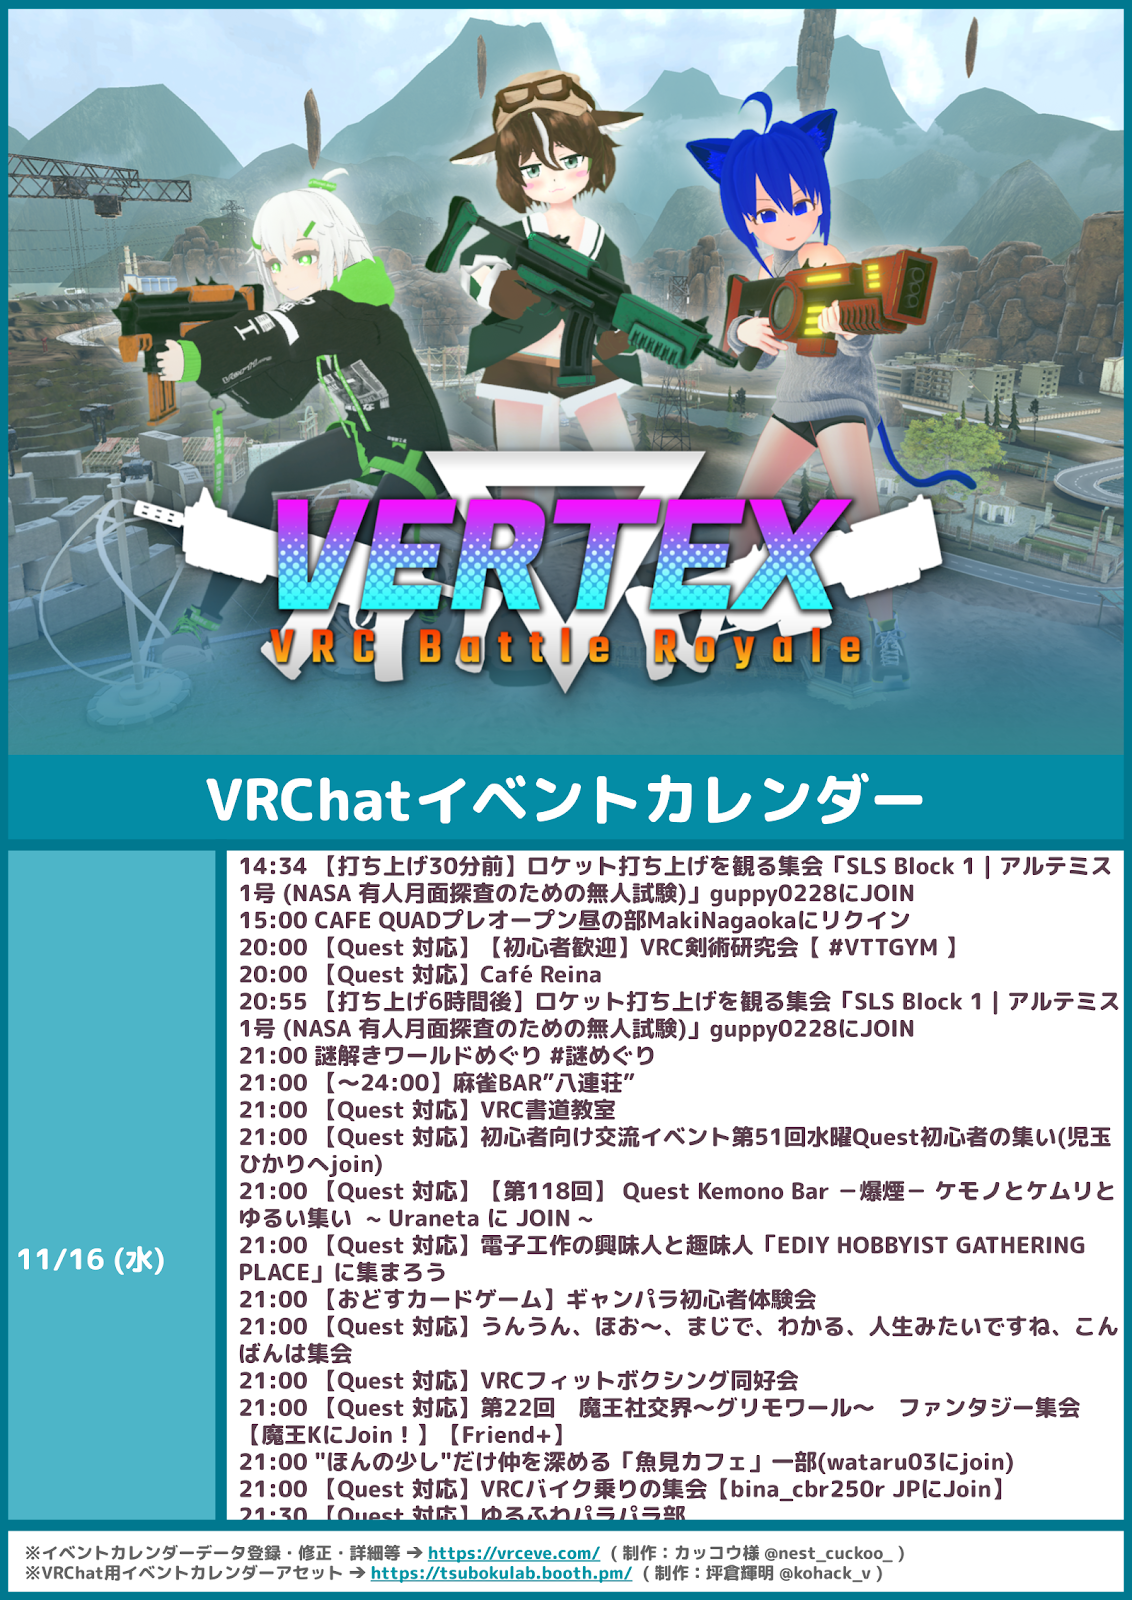 VERTEX
VRC Battle Royale
VRChatイベントカレンダー
11/16 (水)
14:34 【打ち上げ30分前】ロケット打ち上げを観る集会「SLS Block 1 | アルテミス
1号 (NASA 有人月面探査のための無人試験)」guppy0228にJOIN
15:00 CAFE QUADプレオープン昼の部MakiNagaokaにリクイン
20:00 【Quest 対応】【初心者歓迎】VRC剣術研究会【 #VTTGYM 】
20:00 【Quest 対応】Café Reina
20:55 【打ち上げ6時間後】ロケット打ち上げを観る集会「SLS Block 1 | アルテミス
1号 (NASA 有人月面探査のための無人試験)」guppy0228にJOIN
21:00 謎解きワールドめぐり #謎めぐり
21:00 【～24:00】麻雀BAR”八連荘”
21:00 【Quest 対応】VRC書道教室
21:00 【Quest 対応】初心者向け交流イベント第51回水曜Quest初心者の集い(児玉
ひかりへjoin)
21:00 【Quest 対応】【第118回】 Quest Kemono Bar －爆煙－ ケモノとケムリと
ゆるい集い ~ Uraneta に JOIN ~
21:00 【Quest 対応】電子工作の興味人と趣味人「EDIY HOBBYIST GATHERING
PLACE」に集まろう
21:00 【おどすカードゲーム】ギャンパラ初心者体験会
21:00 【Quest 対応】うんうん、ほお～、まじで、わかる、人生みたいですね、こん
ばんは集会
21:00 【Quest 対応】VRCフィットボクシング同好会
21:00 【Quest 対応】第22回　魔王社交界～グリモワール～　ファンタジー集会
【魔王KにJoin！】【Friend+】
21:00 "ほんの少し"だけ仲を深める「魚見カフェ」一部(wataru03にjoin)
21:00 【Quest 対応】VRCバイク乗りの集会【bina_cbr250r JPにJoin】
21:30 【Quest 対応】ゆるふわパラパラ部
※イベントカレンダーデータ登録・修正・詳細等 ➔ https://vrceve.com/ ( 制作：カッコウ様 @nest_cuckoo_ )
※VRChat用イベントカレンダーアセット ➔ https://tsubokulab.booth.pm/ ( 制作：坪倉輝明 @kohack_v )